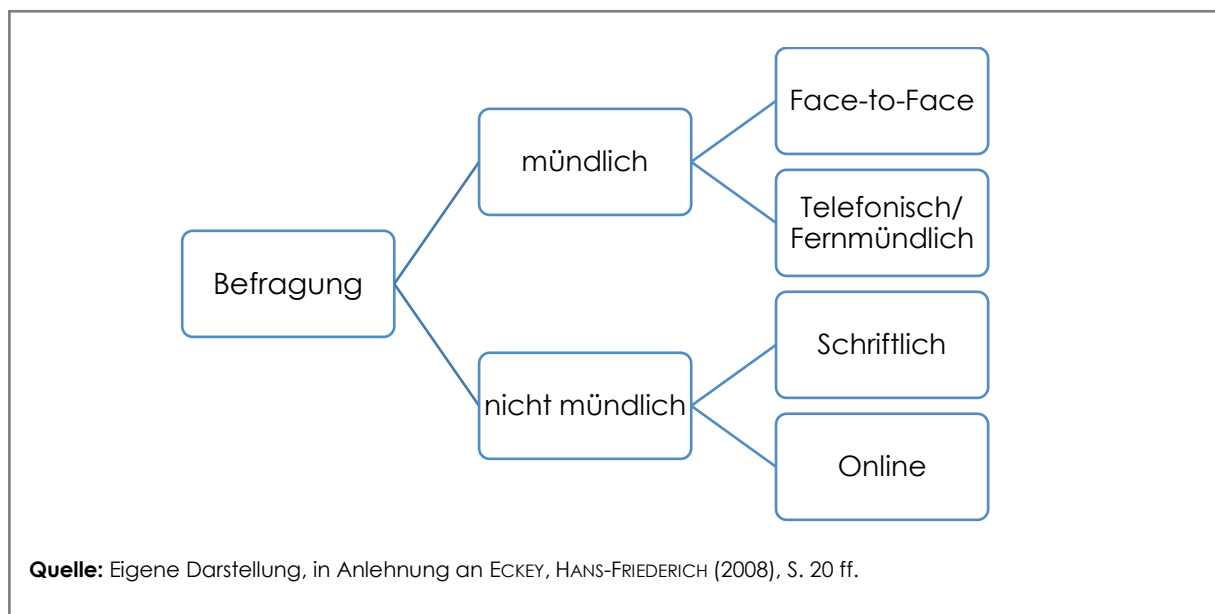 Befragung
mündlich
Face-to-Face
Telefonisch/
Fernmündlich
nicht mündlich
Schriftlich
Online
Quelle: Eigene Darstellung, in Anlehnung an ECKEY, HANS-FRIEDERICH (2008), S. 20 ff.